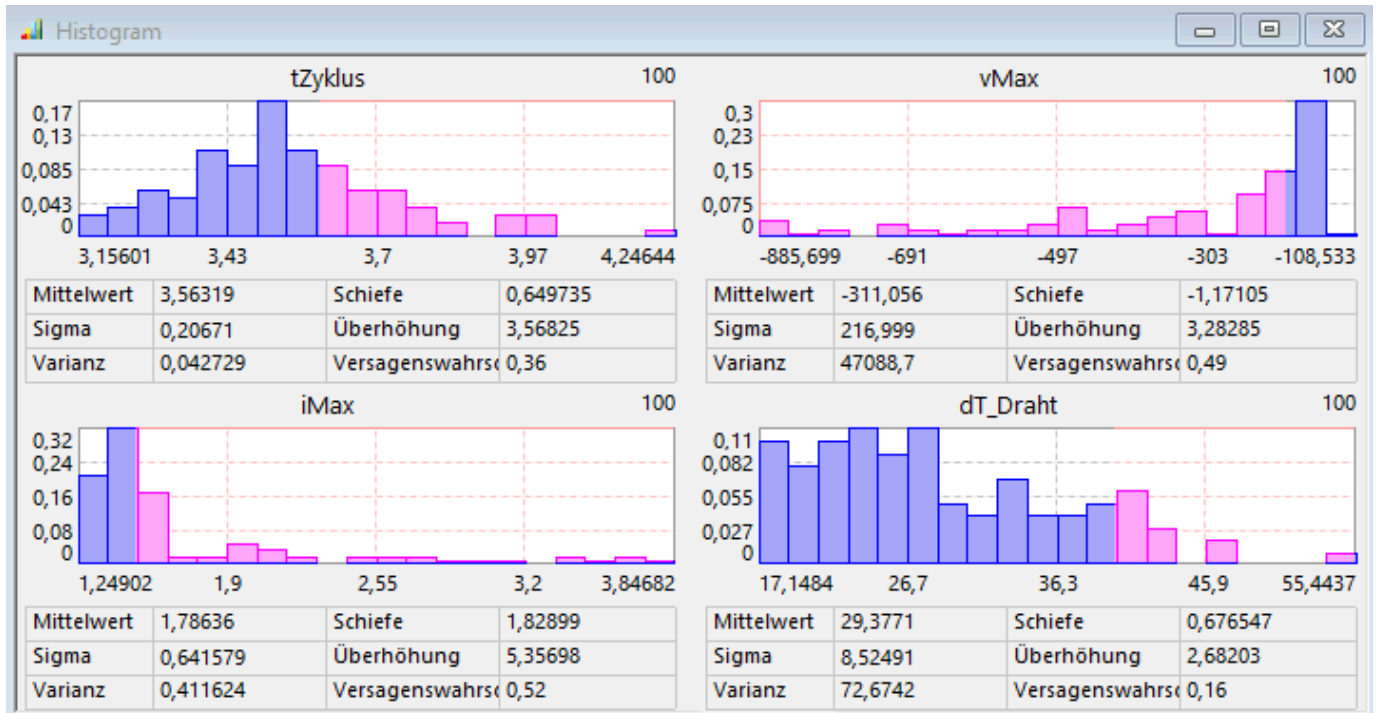 Histogram
tZyklus 100
0,17
0,13
0,085
0,043
0
3,15601 3,43 3,7 3,97 4,24644
Mittelwert 3,56319 Schiefe 0,649735
Sigma 0,20671 Überhöhung 3,56825
Varianz 0,042729 Versagenswahrs 0,36
vMax 100
0,3
0,23
0,15
0,075
0
-885,699 -691 -497 -303 -108,533
Mittelwert -311,056 Schiefe -1,17105
Sigma 216,999 Überhöhung 3,28285
Varianz 47088,7 Versagenswahrs 0,49
iMax 100
0,32
0,24
0,16
0,08
0
1,24902 1,9 2,55 3,2 3,84682
Mittelwert 1,78636 Schiefe 1,82899
Sigma 0,641579 Überhöhung 5,35698
Varianz 0,411624 Versagenswahrs 0,52
dT_Draht 100
0,11
0,082
0,055
0,027
0
17,1484 26,7 36,3 45,9 55,4437
Mittelwert 29,3771 Schiefe 0,676547
Sigma 8,52491 Überhöhung 2,68203
Varianz 72,6742 Versagenswahrs 0,16